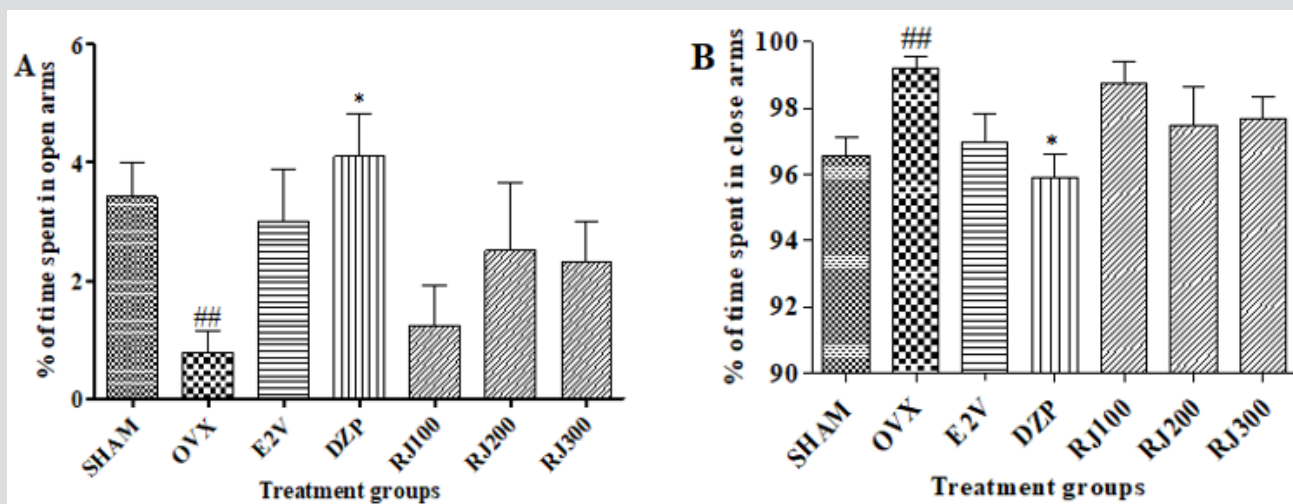 A
% of time spent in open arms
6
4
2
0
##
*
SHAM
OVX
E2V
DZP
RJ100
RJ200
RJ300
Treatment groups
B
% of time spent in close arms
100
98
96
94
92
90
##
*
SHAM
OVX
E2V
DZP
RJ100
RJ200
RJ300
Treatment groups